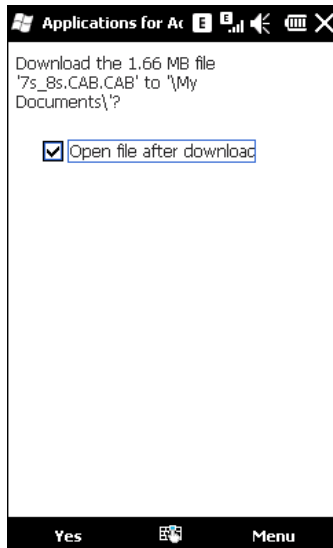 Applications for Ac E E
Download the 1.66 MB file
'7s_8s.CAB.CAB' to '\My
Documents\'?
Open file after download
Yes
Menu